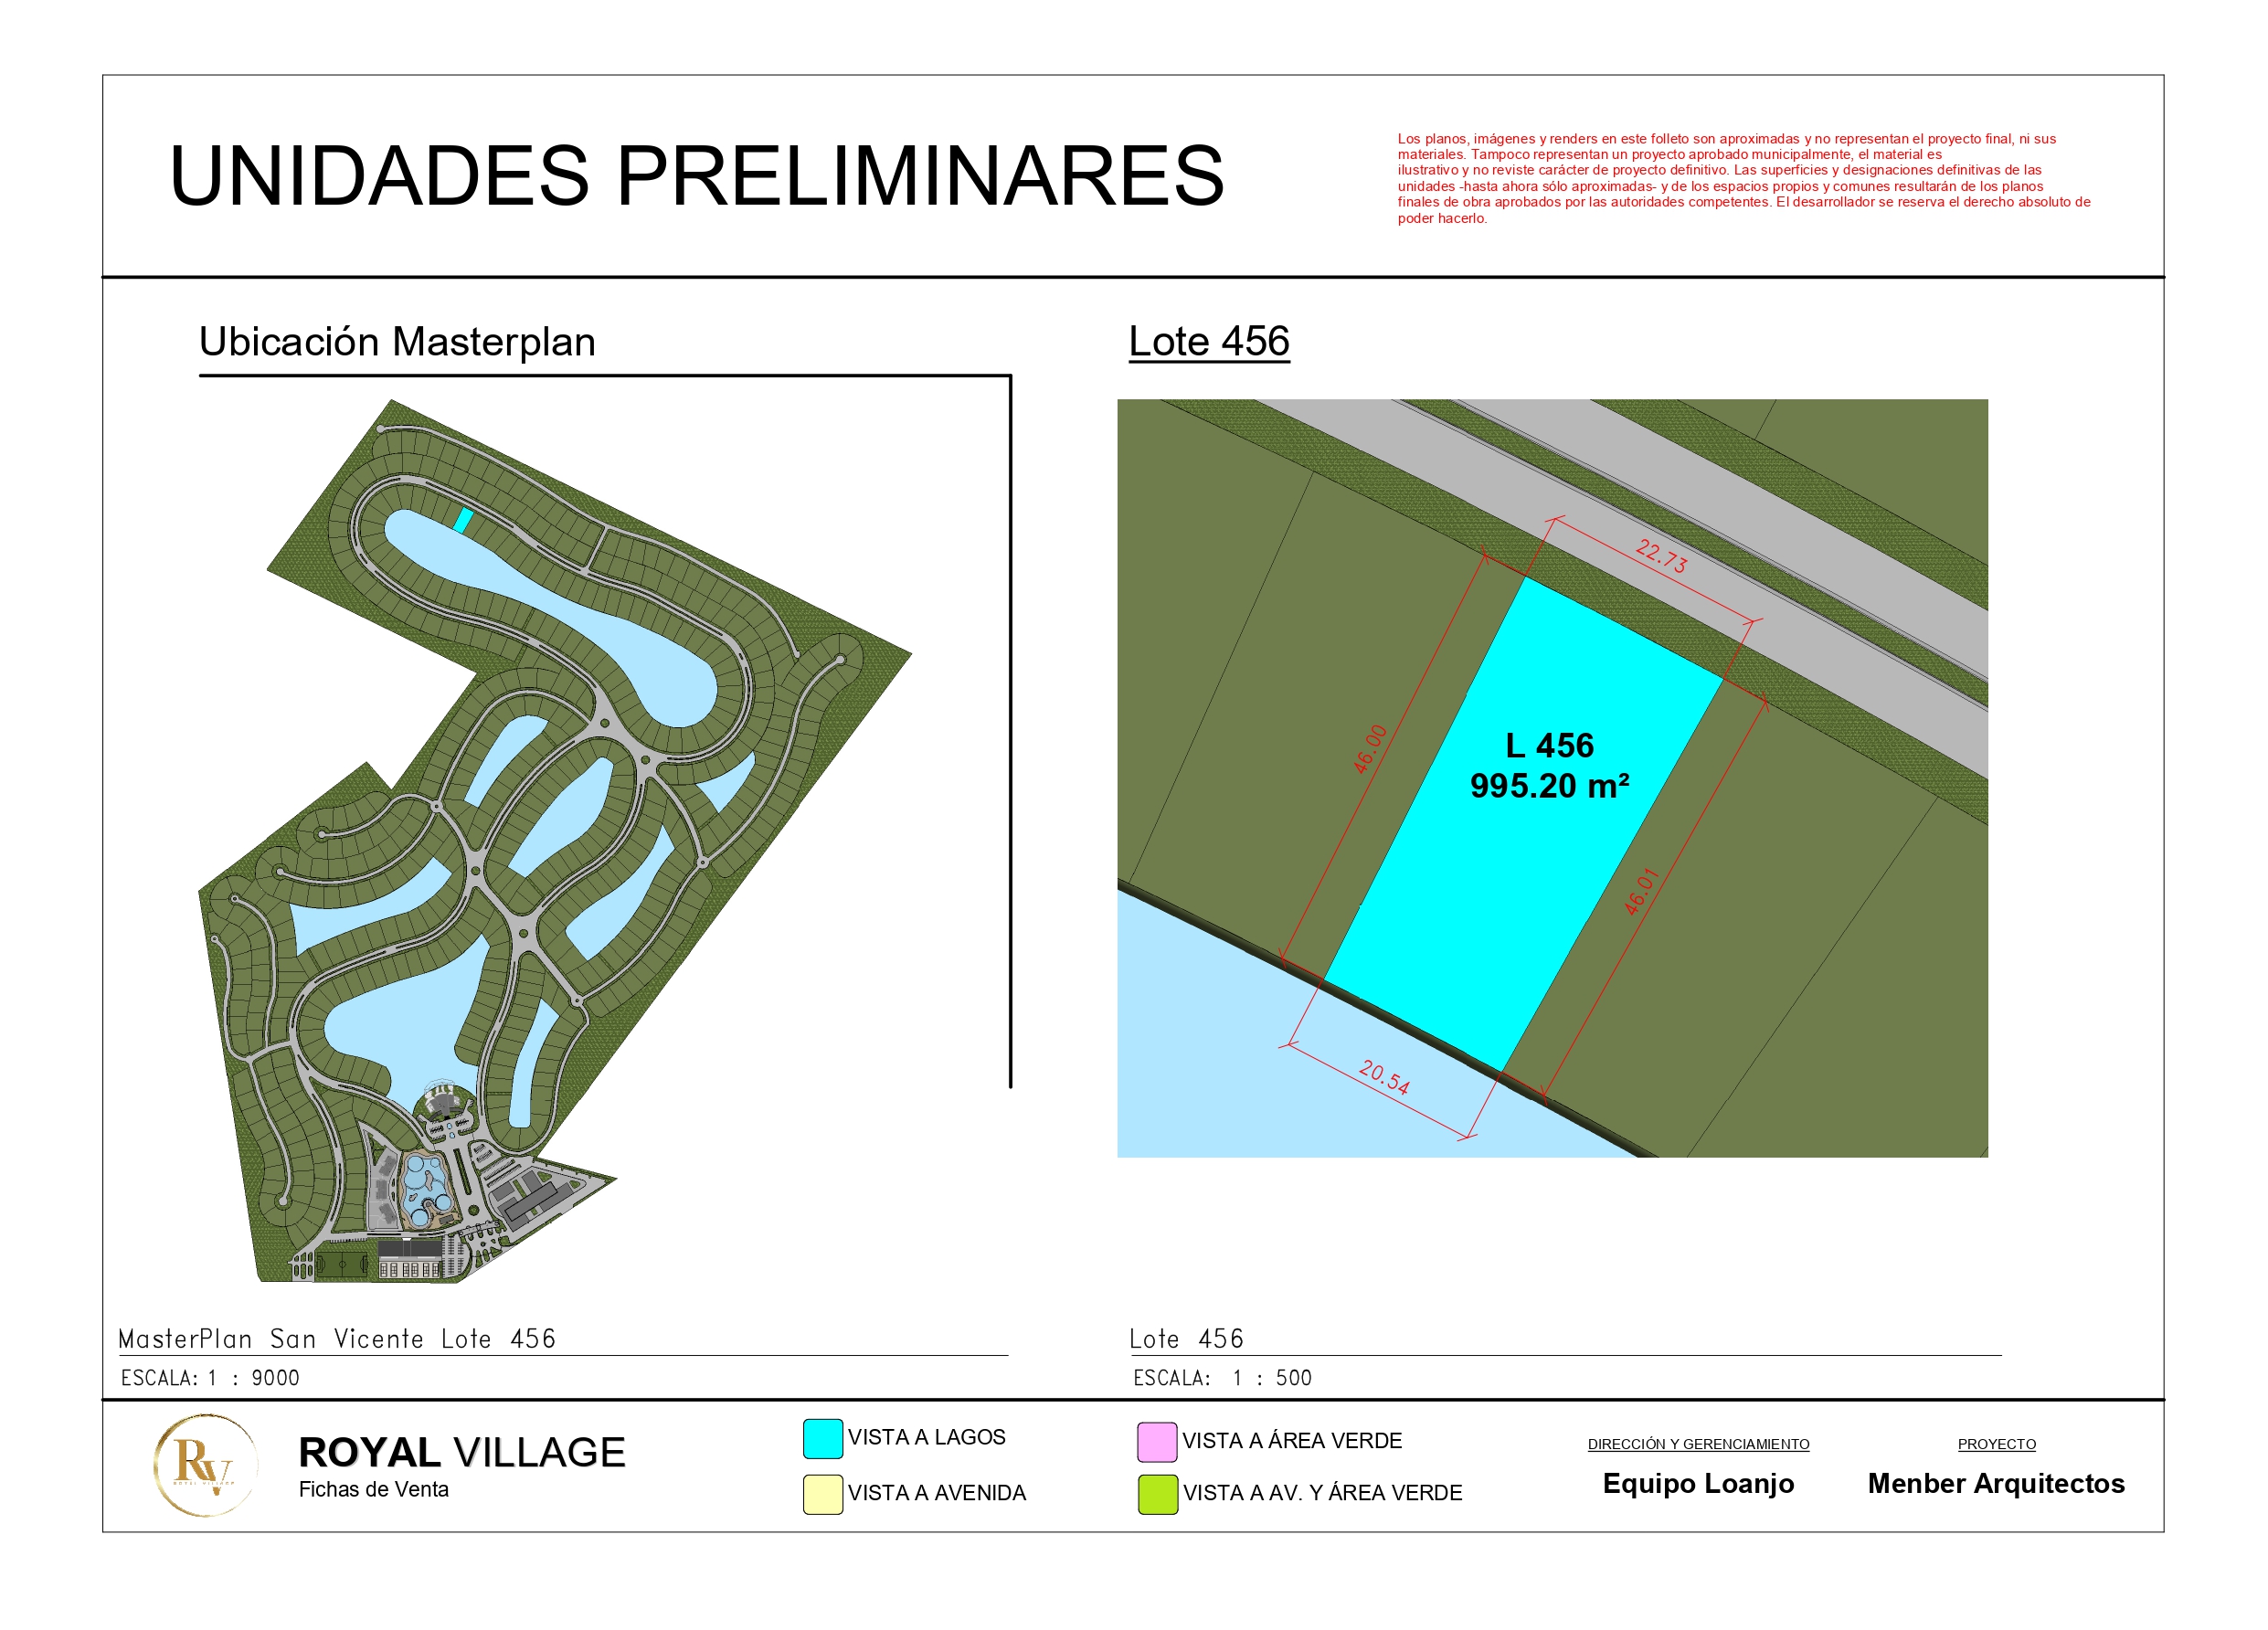 UNIDADES PRELIMINARES
Los planos, imágenes y renders en este folleto son aproximadas y no representan el proyecto final, ni sus
materiales. Tampoco representan un proyecto aprobado municipalmente, el material es
ilustrativo y no reviste carácter de proyecto definitivo. Las superficies y designaciones definitivas de las
unidades -hasta ahora sólo aproximadas- y de los espacios propios y comunes resultarán de los planos
finales de obra aprobados por las autoridades competentes. El desarrollador se reserva el derecho absoluto de
poder hacerlo.
Ubicación Masterplan
Lote 456
22.73
46.00
L 456
995.20 m²
46.01
20.54
MasterPlan San Vicente Lote 456
ESCALA: 1 : 9000
Lote 456
ESCALA: 1 : 500
RV
ROYAL VILLAGE
ROYAL VILLAGE
Fichas de Venta
VISTA A LAGOS
VISTA A AVENIDA
VISTA A ÁREA VERDE
VISTA A AV. Y ÁREA VERDE
DIRECCIÓN Y GERENCIAMIENTO
Equipo Loanjo
PROYECTO
Menber Arquitectos